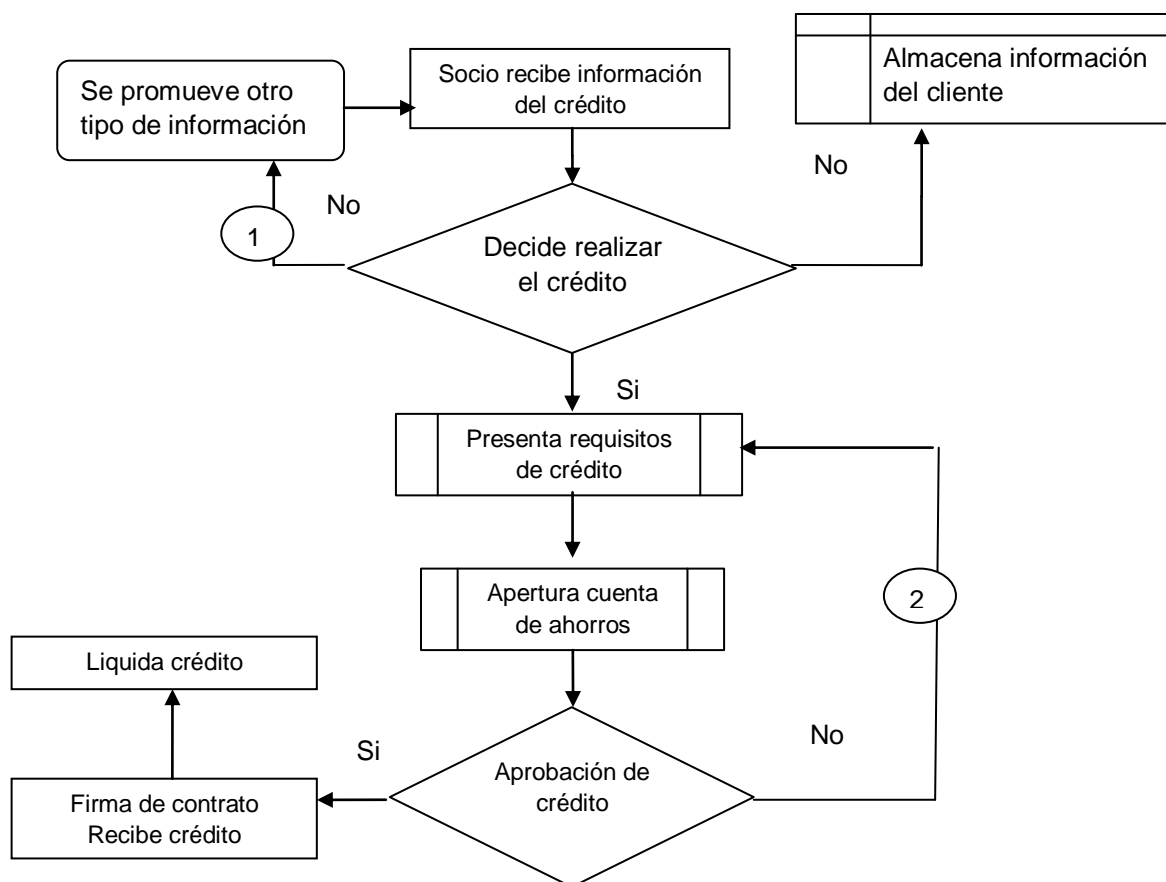 Socio recibe información
del crédito
Almacena información
del cliente
Se promueve otro
tipo de información
No
No
1
Decide realizar
el crédito
Si
Presenta requisitos
de crédito
2
Apertura cuenta
de ahorros
Liquida crédito
Si
No
Aprobación de
crédito
Firma de contrato
Recibe crédito